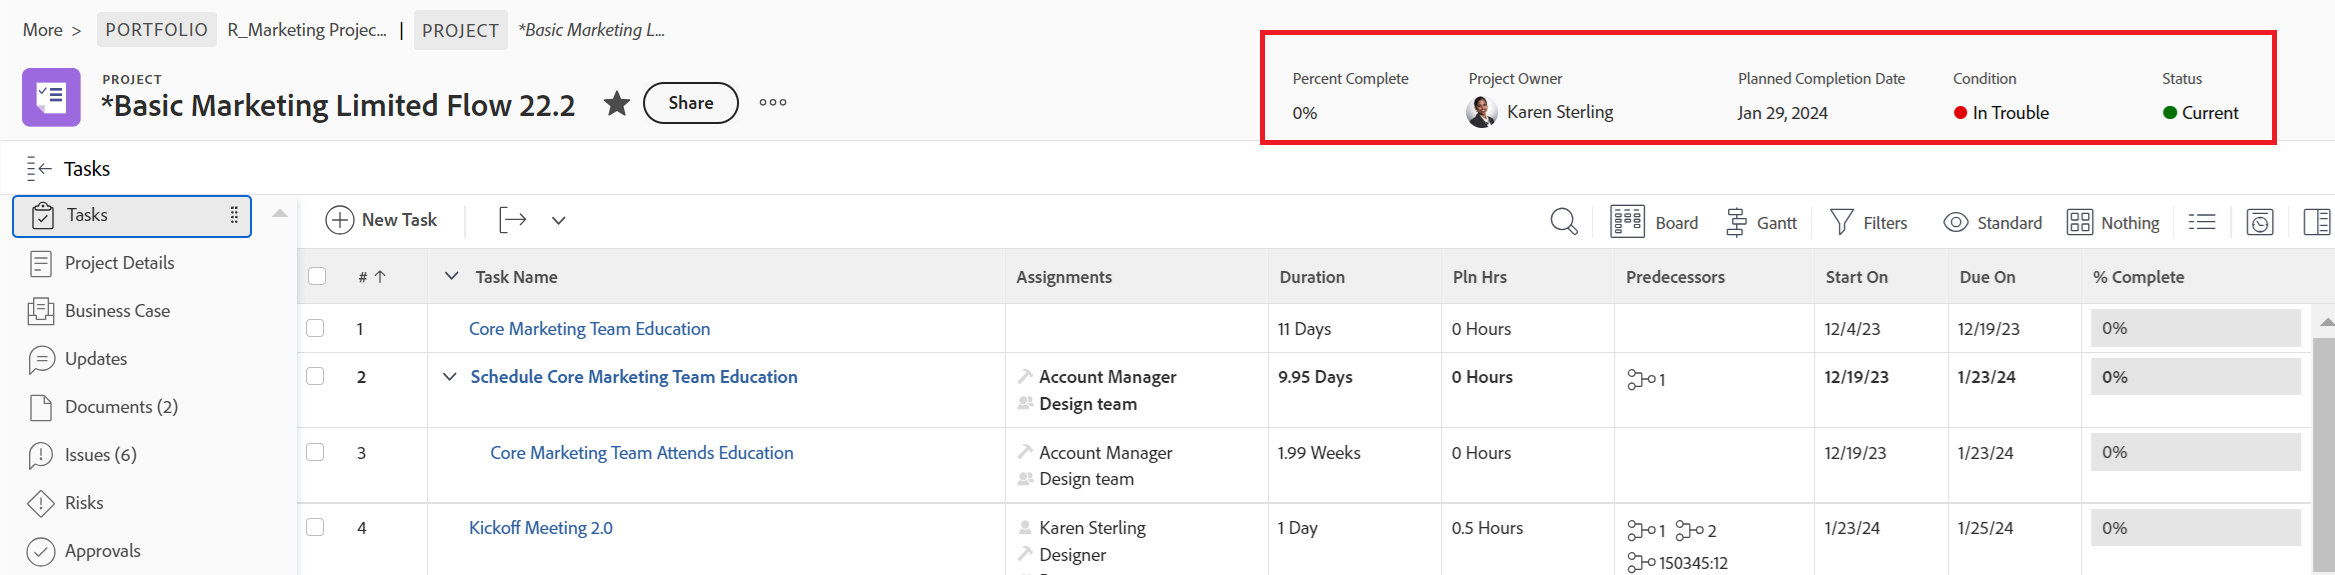 More > PORTFOLIO R_Marketing Projec... | PROJECT *Basic Marketing L...
PROJECT
*Basic Marketing Limited Flow 22.2 Share
Percent Complete Project Owner Planned Completion Date Condition Status
0% Karen Sterling Jan 29, 2024 In Trouble Current
Tasks
Tasks
Project Details
Business Case
Updates
Documents (2)
Issues (6)
Risks
Approvals
New Task Board Gantt Filters Standard Nothing
# Task Name Assignments Duration Pln Hrs Predecessors Start On Due On % Complete
1 Core Marketing Team Education 11 Days 0 Hours 12/4/23 12/19/23 0%
2 Schedule Core Marketing Team Education Account Manager 9.95 Days 0 Hours 1 12/19/23 1/23/24 0%
Design team
3 Core Marketing Team Attends Education Account Manager 1.99 Weeks 0 Hours 12/19/23 1/23/24 0%
Design team
4 Kickoff Meeting 2.0 Karen Sterling 1 Day 0.5 Hours 1 2 1/23/24 1/25/24 0%
Designer 150345:12